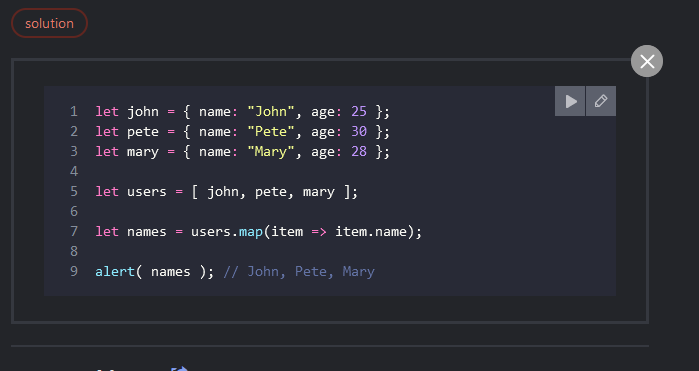 solution
1 let john = { name: "John", age: 25 };
2 let pete = { name: "Pete", age: 30 };
3 let mary = { name: "Mary", age: 28 };
4
5 let users = [ john, pete, mary ];
6
7 let names = users.map(item => item.name);
8
9 alert( names ); // John, Pete, Mary